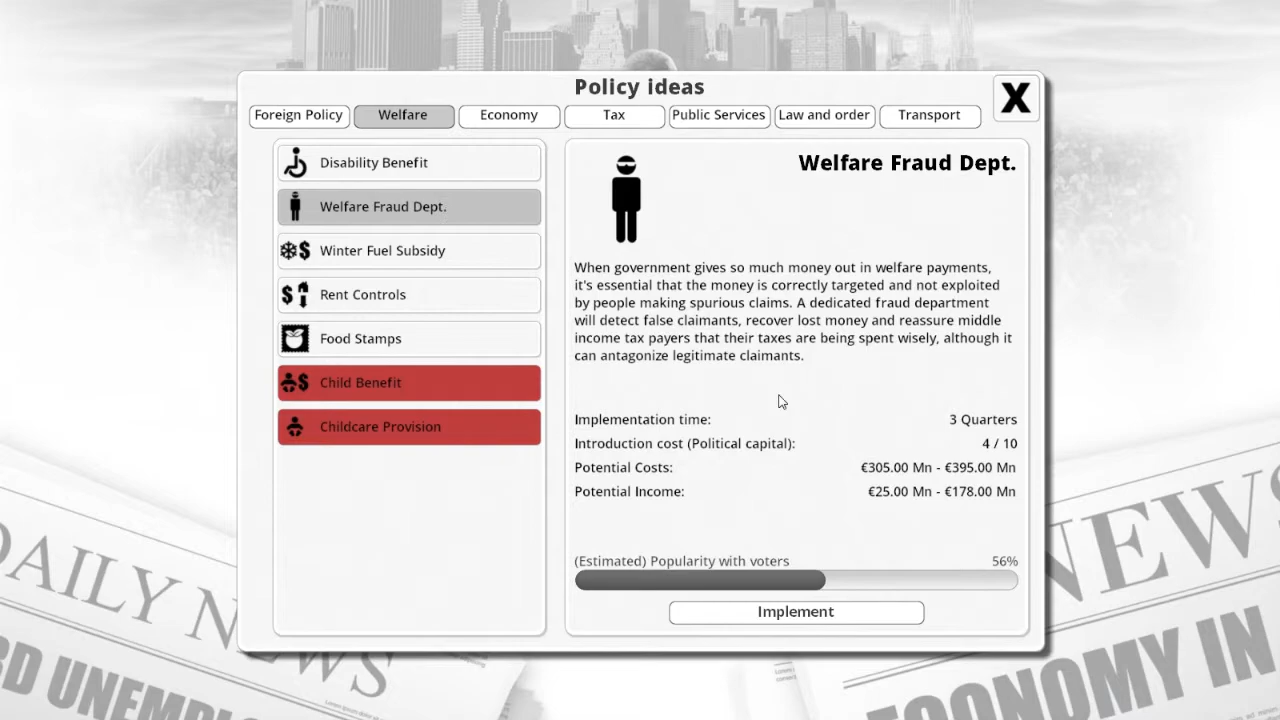 Policy ideas
X
Foreign Policy
Welfare
Economy
Tax
Public Services
Law and order
Transport
Disability Benefit
Welfare Fraud Dept.
Winter Fuel Subsidy
Rent Controls
Food Stamps
Child Benefit
Childcare Provision
Welfare Fraud Dept.
When government gives so much money out in welfare payments,
it's essential that the money is correctly targeted and not exploited
by people making spurious claims. A dedicated fraud department
will detect false claimants, recover lost money and reassure middle
income tax payers that their taxes are being spent wisely, although it
can antagonize legitimate claimants.
Implementation time: 3 Quarters
Introduction cost (Political capital): 4 / 10
Potential Costs: €305.00 Mn - €395.00 Mn
Potential Income: €25.00 Mn - €178.00 Mn
(Estimated) Popularity with voters 56%
Implement
DAILY NEWS
NEWS
ECONOMY IN